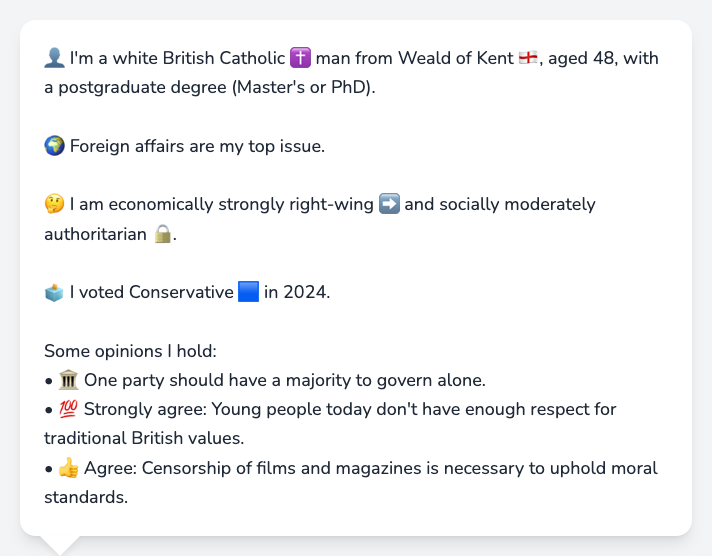 👤 I'm a white British Catholic ✝️ man from Weald of Kent 🏴󠁧󠁢󠁥󠁮󠁧󠁿, aged 48, with
a postgraduate degree (Master's or PhD).
🌍 Foreign affairs are my top issue.
🤔 I am economically strongly right-wing ➡️ and socially moderately
authoritarian 🔒.
🗳️ I voted Conservative 🟦 in 2024.
Some opinions I hold:
• 🏛️ One party should have a majority to govern alone.
• 💯 Strongly agree: Young people today don't have enough respect for
traditional British values.
• 👍 Agree: Censorship of films and magazines is necessary to uphold moral
standards.